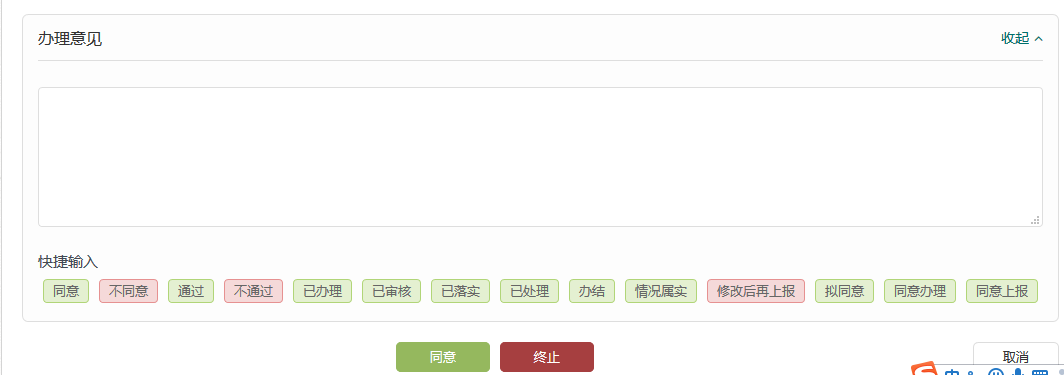 办理意见 收起
快捷输入
同意 不同意 通过 不通过 已办理 已审核 已落实 已处理 办结 情况属实 修改后再上报 拟同意 同意办理 同意上报
同意 终止 取消
中